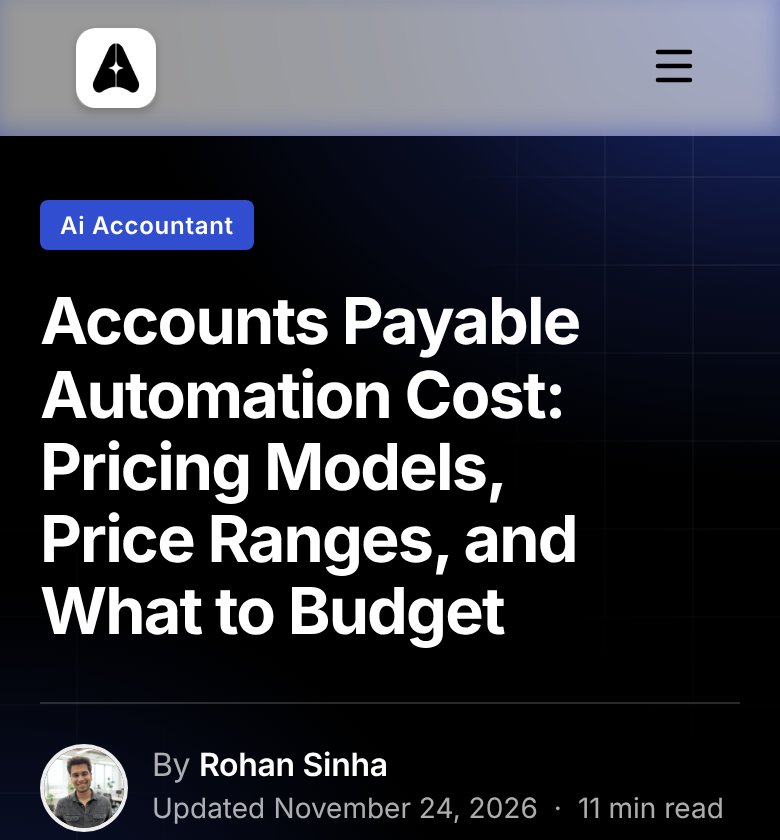 Ai Accountant
Accounts Payable
Automation Cost:
Pricing Models,
Price Ranges, and
What to Budget
By Rohan Sinha
Updated November 24, 2026 · 11 min read